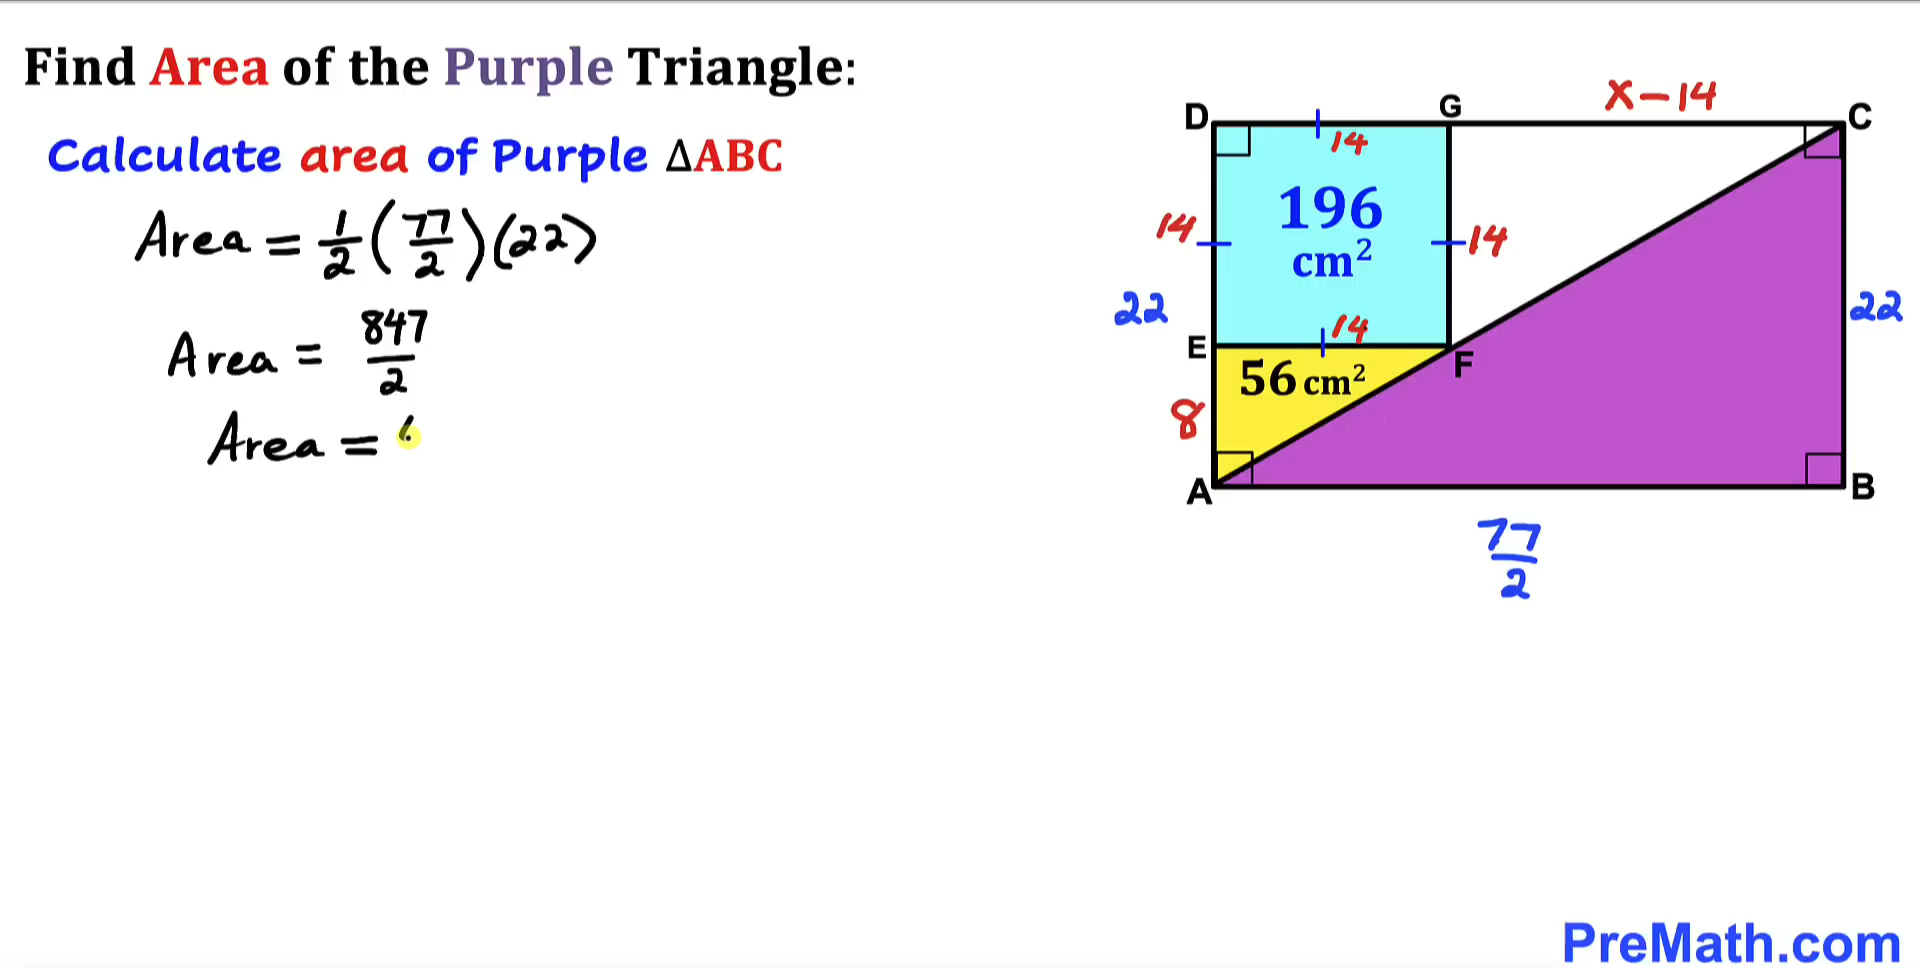 Find Area of the Purple Triangle:
Calculate area of Purple ΔABC
Area = 1/2 (77/2)(22)
Area = 847/2
Area =
D
G
x-14
C
14
14
196
cm²
14
22
22
14
E
F
56 cm²
8
A
B
77/2
PreMath.com